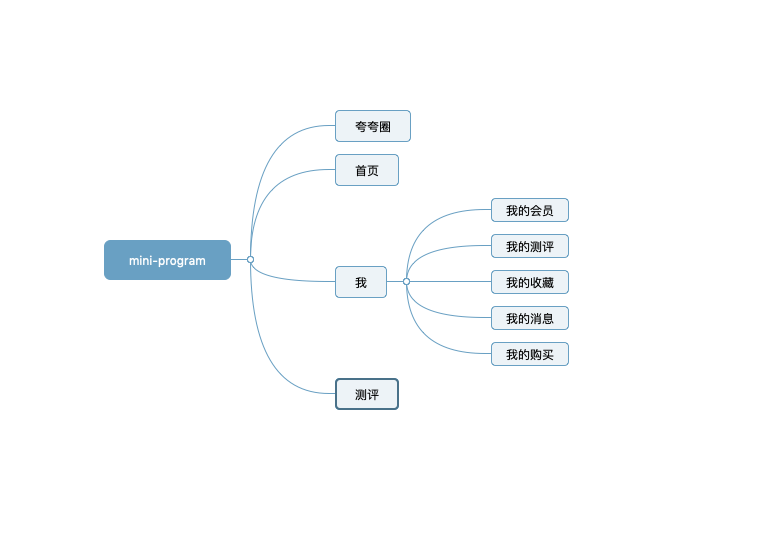 mini-program
夸夸圈
首页
我
我的会员
我的测评
我的收藏
我的消息
我的购买
测评